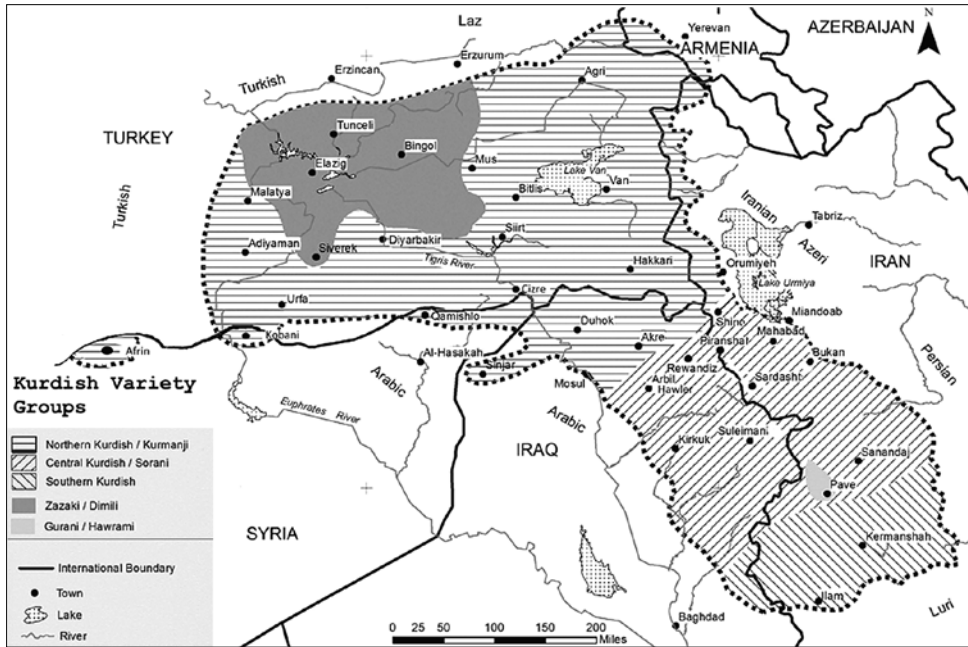 Laz
Yerevan
AZERBAIJAN
N
ARMENIA
Erzurum
Erzincan
Agri
Turkish
TURKEY
Tunceli
Bingol
Elazig
Mus
Lake Van
Van
Malatya
Bitlis
Turkish
Iranian
Tabriz
Azeri
Siirt
Adiyaman
Diyarbakir
Siverek
Tigris River
Hakkari
Orumiyeh
IRAN
Lake Urmiya
Cizre
Urfa
Qamishlo
Shino
Miandoab
Kobani
Duhok
Mahabad
Afrin
Akre
Piranshar
Bukan
Al-Hasakah
Rewandiz
Persian
Sinjar
Mosul
Arbil
Hawler
Sardasht
Arabic
Arabic
Euphrates River
Suleimani
IRAQ
Kirkuk
Sanandaj
Pave
SYRIA
Kermanshah
Ilam
Luri
Baghdad
Kurdish Variety
Groups
Northern Kurdish / Kurmanji
Central Kurdish / Sorani
Southern Kurdish
Zazaki / Dimili
Gurani / Hawrami
International Boundary
Town
Lake
River
0 25 50 100 150 200
Miles